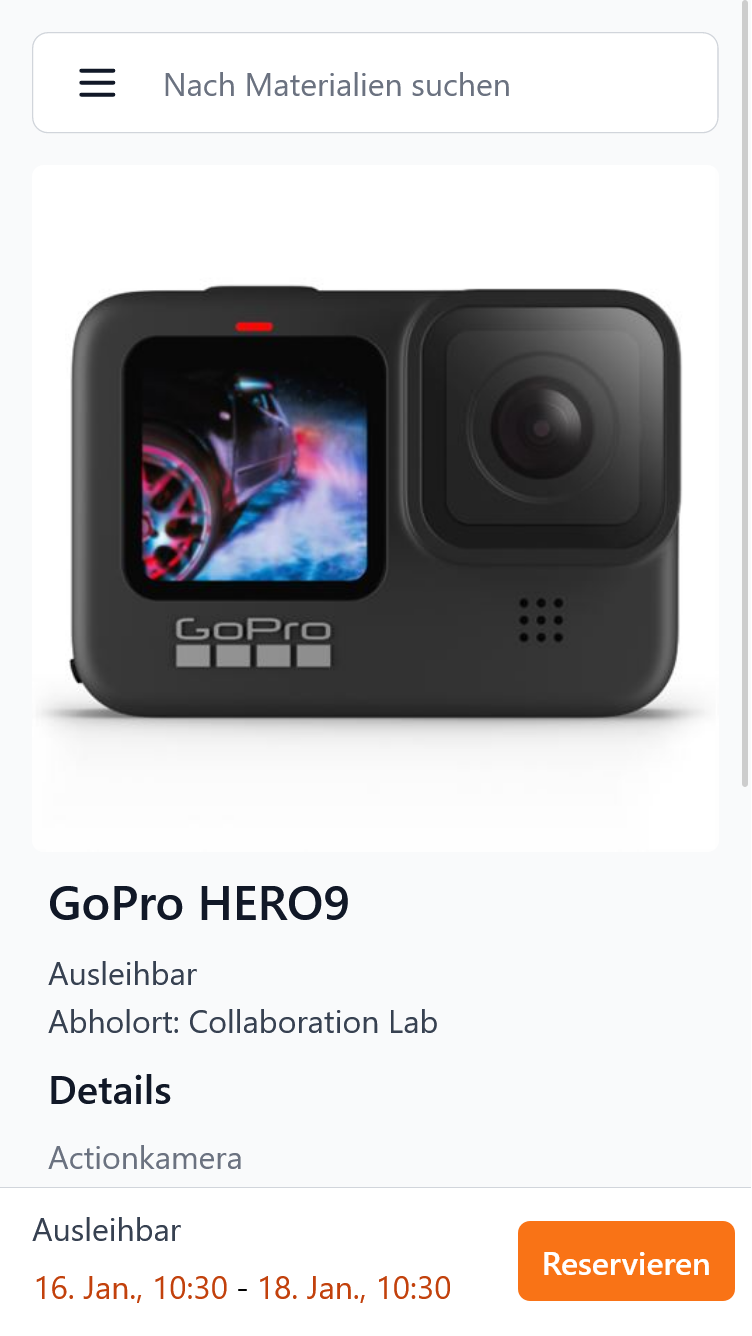 Nach Materialien suchen
GoPro
GoPro HERO9
Ausleihbar
Abholort: Collaboration Lab
Details
Actionkamera
Ausleihbar
16. Jan., 10:30 - 18. Jan., 10:30
Reservieren